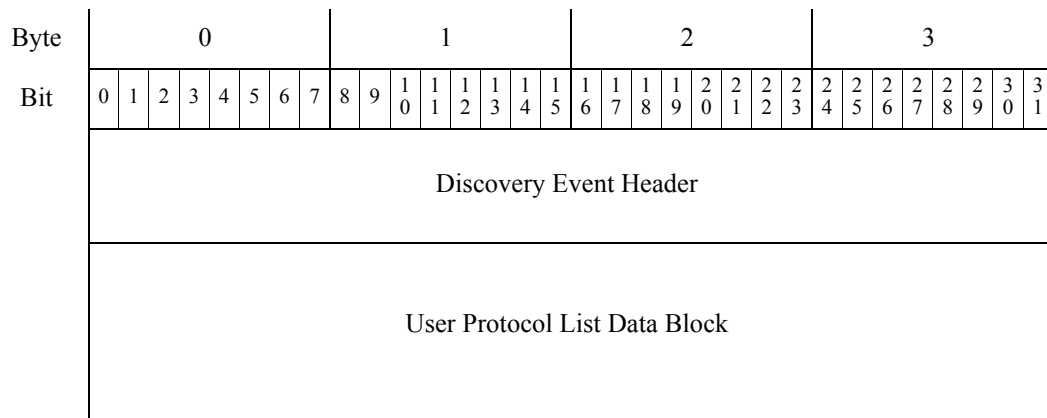 Byte 0 1 2 3
Bit 0 1 2 3 4 5 6 7 8 9 10 11 12 13 14 15 16 17 18 19 20 21 22 23 24 25 26 27 28 29 30 31
Discovery Event Header
User Protocol List Data Block